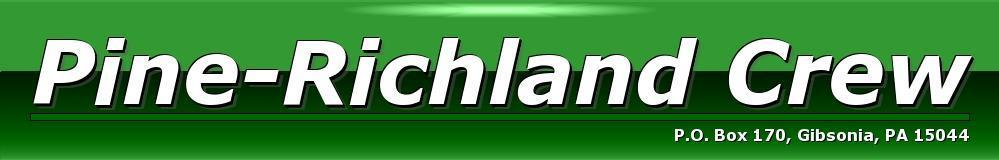 Pine-Richland Crew
P.O. Box 170, Gibsonia, PA 15044